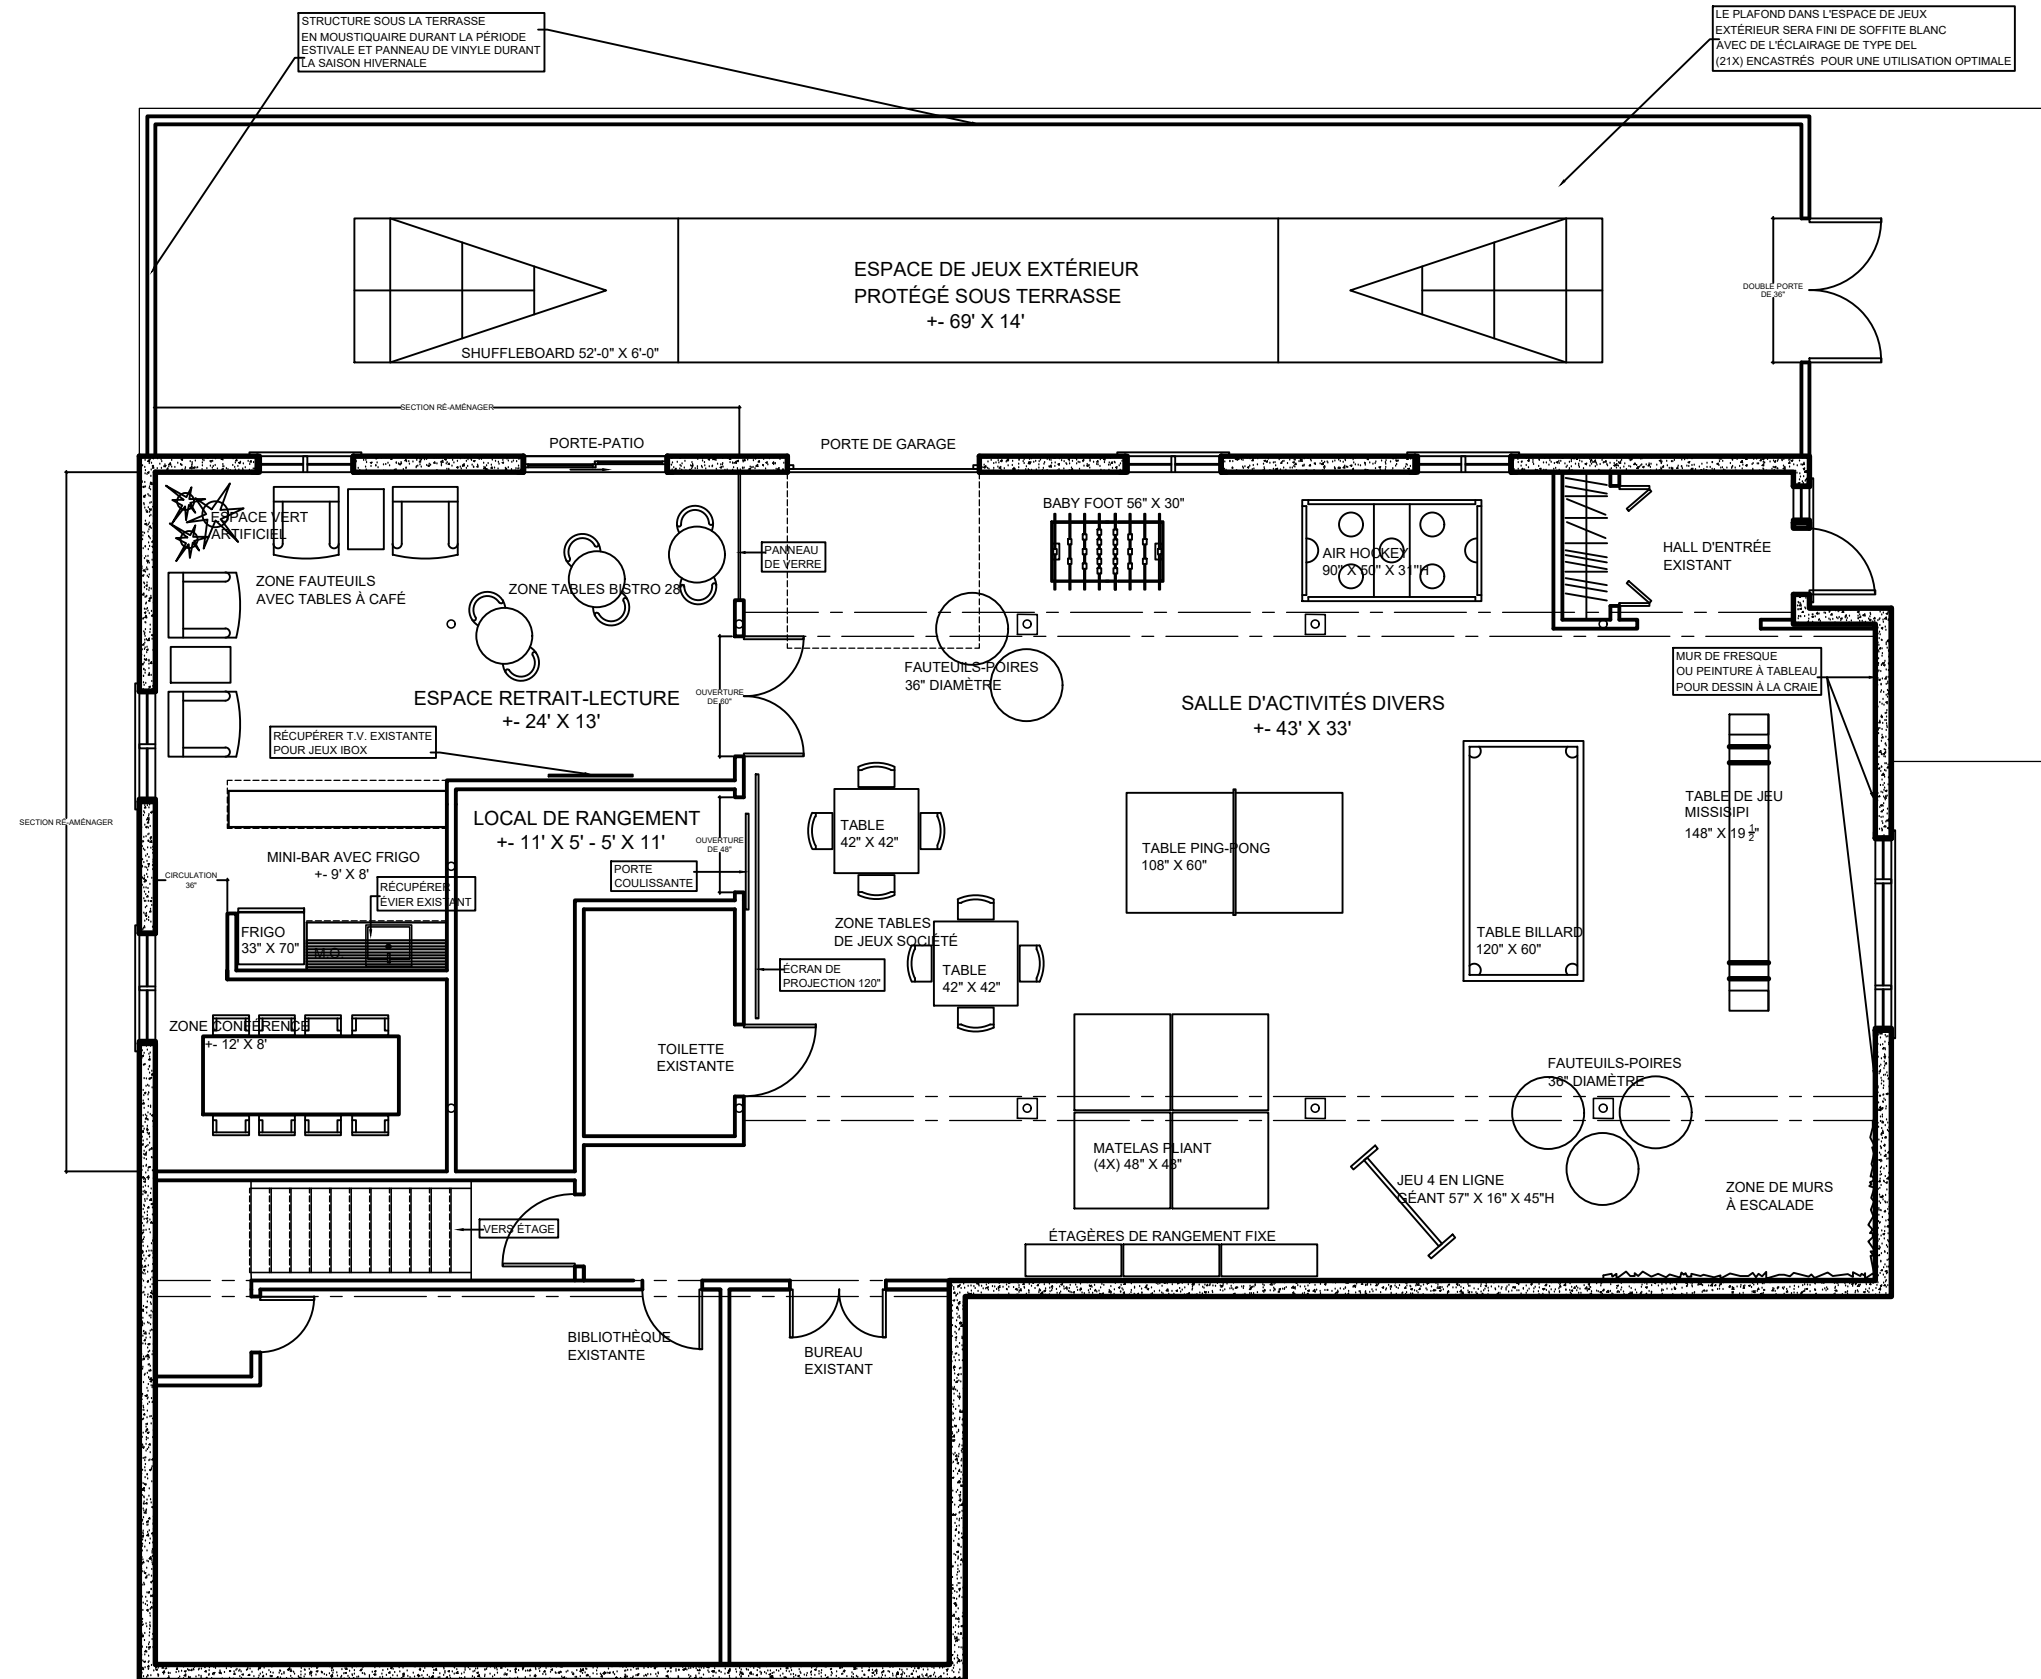 STRUCTURE SOUS LA TERRASSE
EN MOUSTIQUAIRE DURANT LA PÉRIODE
ESTIVALE ET PANNEAU DE VINYLE DURANT
LA SAISON HIVERNALE
LE PLAFOND DANS L'ESPACE DE JEUX
EXTÉRIEUR SERA FINI DE SOFFITE BLANC
AVEC DE L'ÉCLAIRAGE DE TYPE DEL
(21X) ENCASTRÉS POUR UNE UTILISATION OPTIMALE
ESPACE DE JEUX EXTÉRIEUR
PROTÉGÉ SOUS TERRASSE
+- 69' X 14'
DOUBLE PORTE
DE 36"
SHUFFLEBOARD 52'-0" X 6'-0"
SECTION RÉ-AMÉNAGER
PORTE-PATIO
PORTE DE GARAGE
ESPACE VERT
ARTIFICIEL
ZONE FAUTEUILS
AVEC TABLES À CAFÉ
ZONE TABLES BISTRO 28"
PANNEAU
DE VERRE
BABY FOOT 56" X 30"
AIR HOCKEY
90" X 50" X 31"H
HALL D'ENTRÉE
EXISTANT
FAUTEUILS-POIRES
36" DIAMÈTRE
MUR DE FRESQUE
OU PEINTURE À TABLEAU
POUR DESSIN À LA CRAIE
ESPACE RETRAIT-LECTURE
+- 24' X 13'
OUVERTURE
DE 60"
SALLE D'ACTIVITÉS DIVERS
+- 43' X 33'
RÉCUPÉRER T.V. EXISTANTE
POUR JEUX IBOX
SECTION RÉ-AMÉNAGER
LOCAL DE RANGEMENT
+- 11' X 5' - 5' X 11'
OUVERTURE
DE 48"
TABLE
42" X 42"
TABLE PING-PONG
108" X 60"
TABLE DE JEU
MISSISIPI
148" X 19 1/2"
MINI-BAR AVEC FRIGO
+- 9' X 8'
CIRCULATION
36"
RÉCUPÉRER
ÉVIER EXISTANT
PORTE
COULISSANTE
FRIGO
33" X 70"
M.O.
ZONE TABLES
DE JEUX SOCIÉTÉ
TABLE BILLARD
120" X 60"
ÉCRAN DE
PROJECTION 120"
TABLE
42" X 42"
ZONE CONFÉRENCE
+- 12' X 8'
TOILETTE
EXISTANTE
FAUTEUILS-POIRES
36" DIAMÈTRE
MATELAS PLIANT
(4X) 48" X 48"
JEU 4 EN LIGNE
GÉANT 57" X 16" X 45"H
ZONE DE MURS
À ESCALADE
VERS ÉTAGE
ÉTAGÈRES DE RANGEMENT FIXE
BIBLIOTHÈQUE
EXISTANTE
BUREAU
EXISTANT